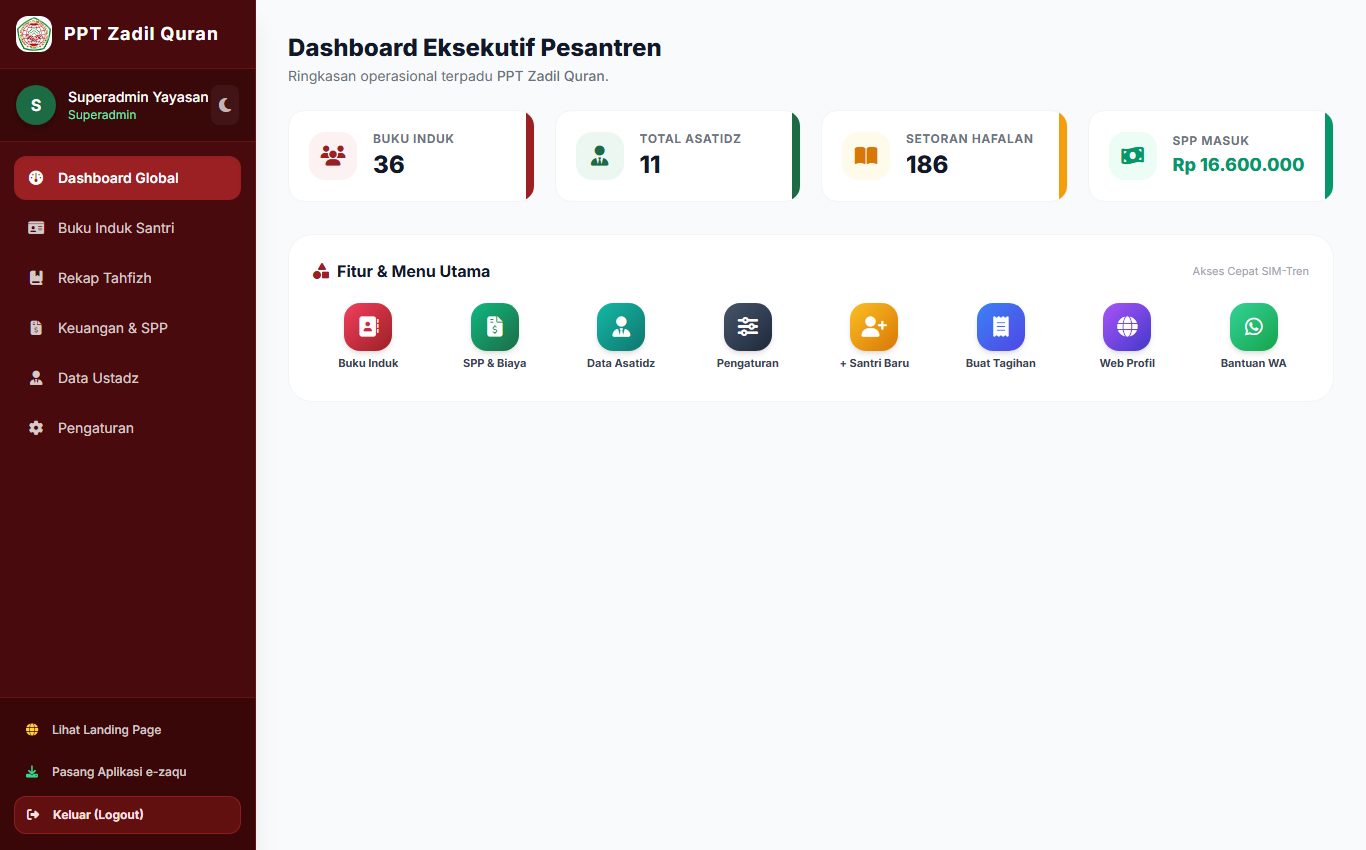 PPT Zadil Quran
S
Superadmin Yayasan
Superadmin
Dashboard Global
Buku Induk Santri
Rekap Tahfizh
Keuangan & SPP
Data Ustadz
Pengaturan
Lihat Landing Page
Pasang Aplikasi e-zaqu
Keluar (Logout)
Dashboard Eksekutif Pesantren
Ringkasan operasional terpadu PPT Zadil Quran.
BUKU INDUK
36
TOTAL ASATIDZ
11
SETORAN HAFALAN
186
SPP MASUK
Rp 16.600.000
Fitur & Menu Utama
Akses Cepat SIM-Tren
Buku Induk
SPP & Biaya
Data Asatidz
Pengaturan
+ Santri Baru
Buat Tagihan
Web Profil
Bantuan WA